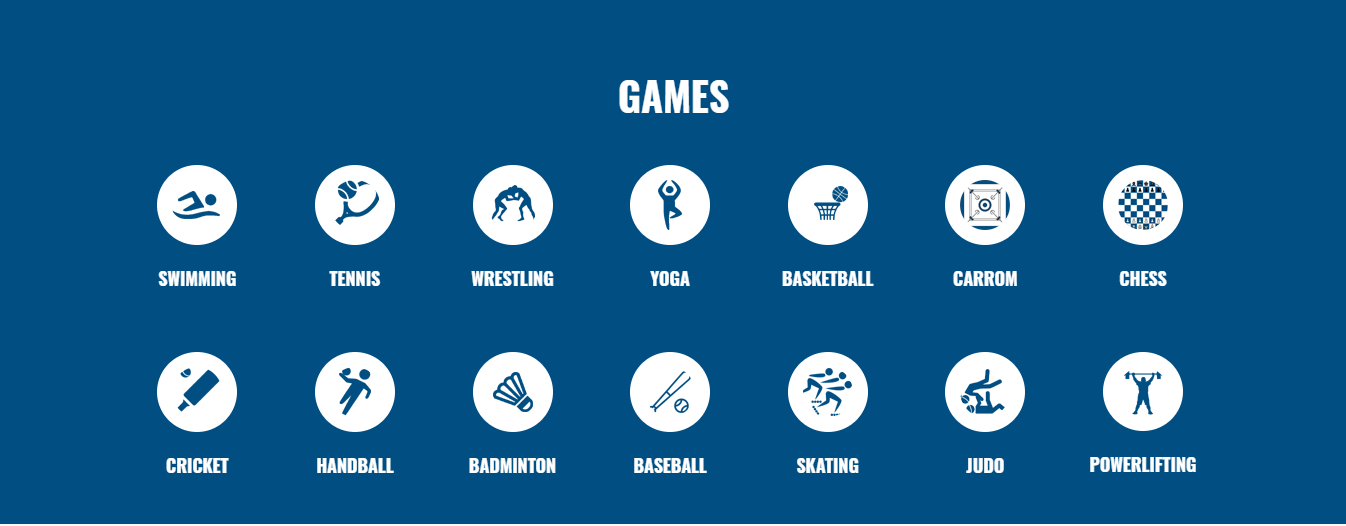 GAMES
SWIMMING
TENNIS
WRESTLING
YOGA
BASKETBALL
CARROM
CHESS
CRICKET
HANDBALL
BADMINTON
BASEBALL
SKATING
JUDO
POWERLIFTING